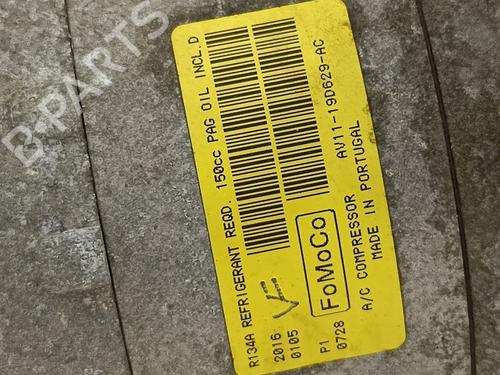 R134A REFRIGERANT REQD. 150cc PAG OIL INCL.D
2016
0105
P1
0728
FoMoCo
AV11-19D629-AC
A/C COMPRESSOR
MADE IN PORTUGAL
B-PARTS